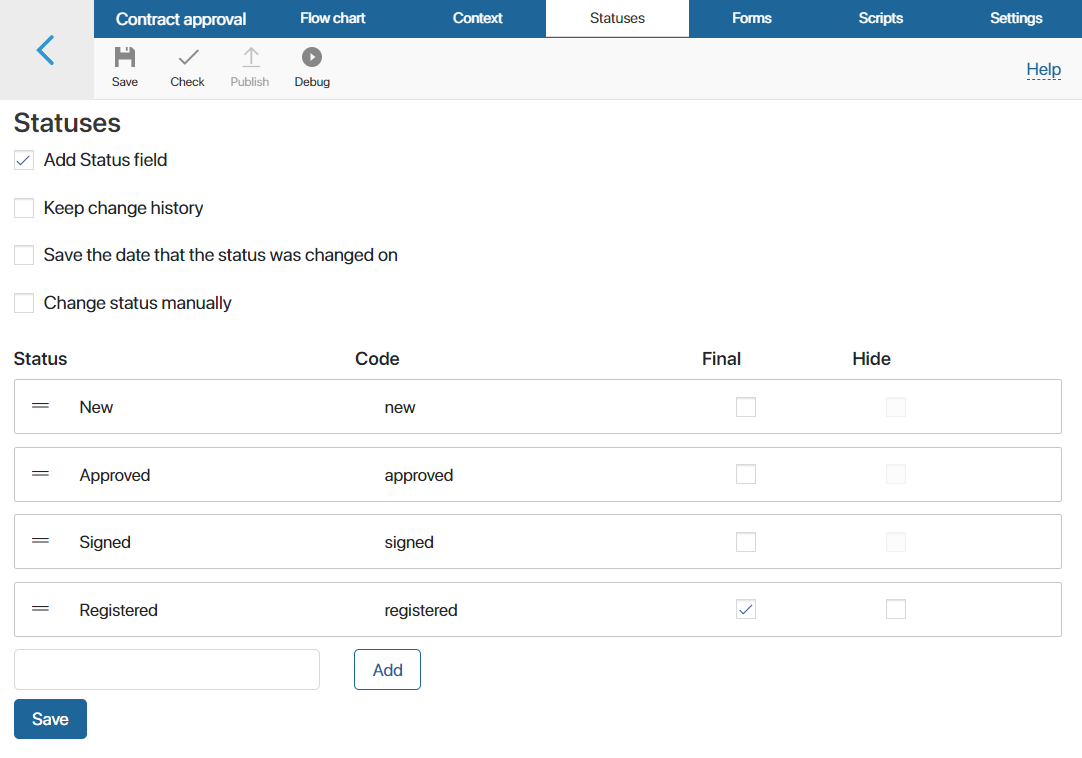 Contract approval Flow chart Context Statuses Forms Scripts Settings
Save Check Publish Debug
Help
Statuses
Add Status field
Keep change history
Save the date that the status was changed on
Change status manually
Status Code Final Hide
New new
Approved approved
Signed signed
Registered registered
Add
Save